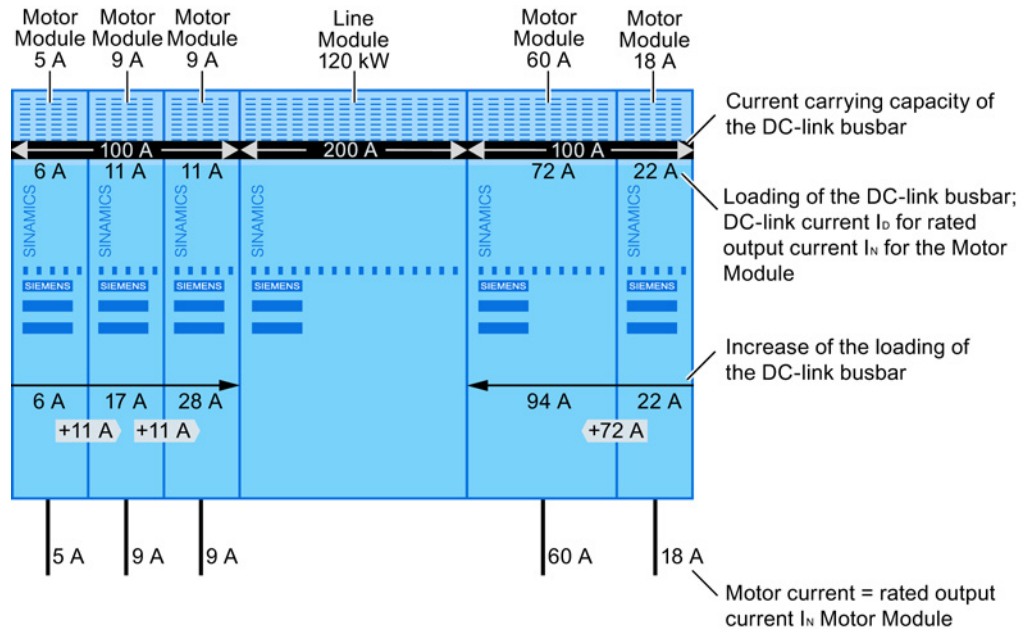 Motor
Module
5 A
Motor
Module
9 A
Motor
Module
9 A
Line
Module
120 kW
Motor
Module
60 A
Motor
Module
18 A
Current carrying capacity of
the DC-link busbar
100 A
200 A
100 A
6 A
11 A
11 A
72 A
22 A
Loading of the DC-link busbar;
DC-link current ID for rated
output current IN for the Motor
Module
SINAMICS
SINAMICS
SINAMICS
SINAMICS
SINAMICS
SINAMICS
SIEMENS
SIEMENS
SIEMENS
SIEMENS
SIEMENS
SIEMENS
Increase of the loading of
the DC-link busbar
6 A
17 A
28 A
94 A
22 A
+11 A
+11 A
+72 A
5 A
9 A
9 A
60 A
18 A
Motor current = rated output
current IN Motor Module